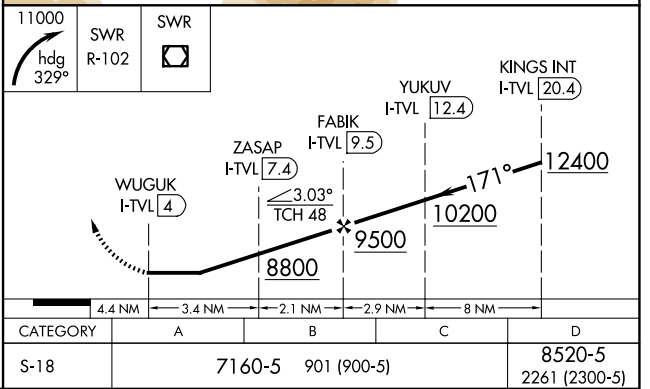 11000
hdg
329°
SWR
R-102
SWR
KINGS INT
I-TVL 20.4
YUKUV
I-TVL 12.4
FABIK
I-TVL 9.5
ZASAP
I-TVL 7.4
WUGUK
I-TVL 4
3.03°
TCH 48
171°
12400
10200
9500
8800
4.4 NM 3.4 NM 2.1 NM 2.9 NM 8 NM
CATEGORY A B C D
S-18 7160-5 901 (900-5) 8520-5
2261 (2300-5)